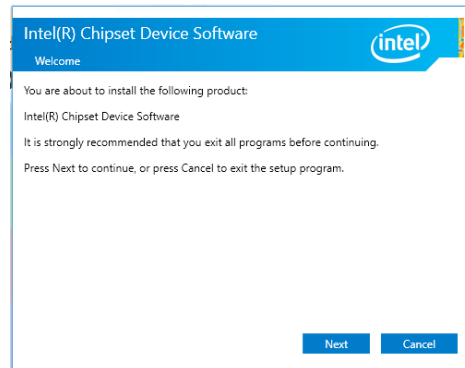 Intel(R) Chipset Device Software
intel
Welcome
You are about to install the following product:
Intel(R) Chipset Device Software
It is strongly recommended that you exit all programs before continuing.
Press Next to continue, or press Cancel to exit the setup program.
Next
Cancel